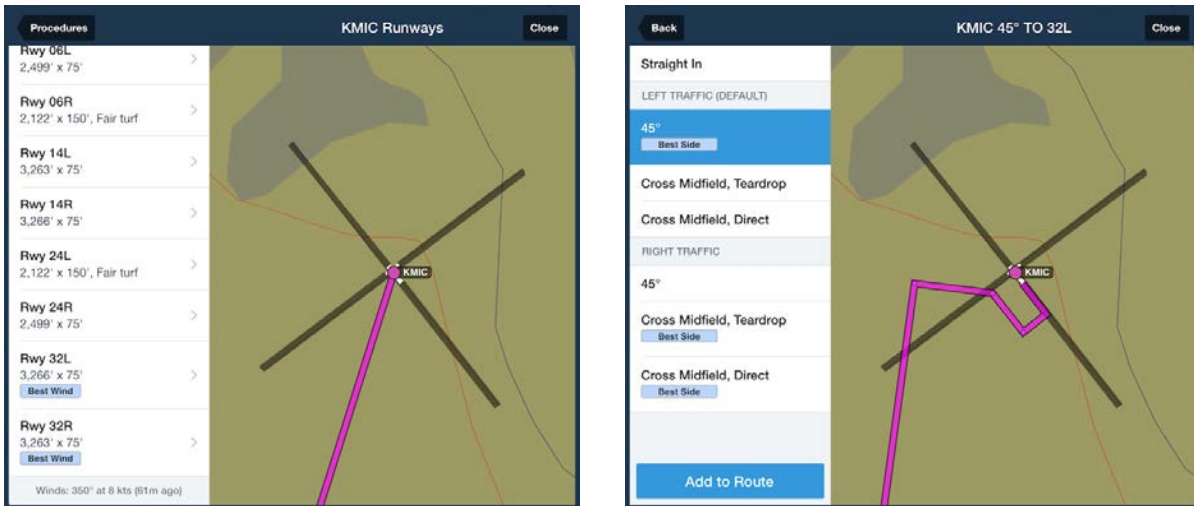 Procedures
KMIC Runways
Close
Rwy 06L
2,499' x 75'
Rwy 06R
2,122' x 150', Fair turf
Rwy 14L
3,263' x 75'
Rwy 14R
3,266' x 75'
Rwy 24L
2,122' x 150', Fair turf
Rwy 24R
2,499' x 75'
Rwy 32L
3,266' x 75'
Best Wind
Rwy 32R
3,263' x 75'
Best Wind
Winds: 350° at 8 kts (61m ago)
KMIC
Back
KMIC 45° TO 32L
Close
Straight In
LEFT TRAFFIC (DEFAULT)
45°
Best Side
Cross Midfield, Teardrop
Cross Midfield, Direct
RIGHT TRAFFIC
45°
Cross Midfield, Teardrop
Best Side
Cross Midfield, Direct
Best Side
Add to Route
KMIC